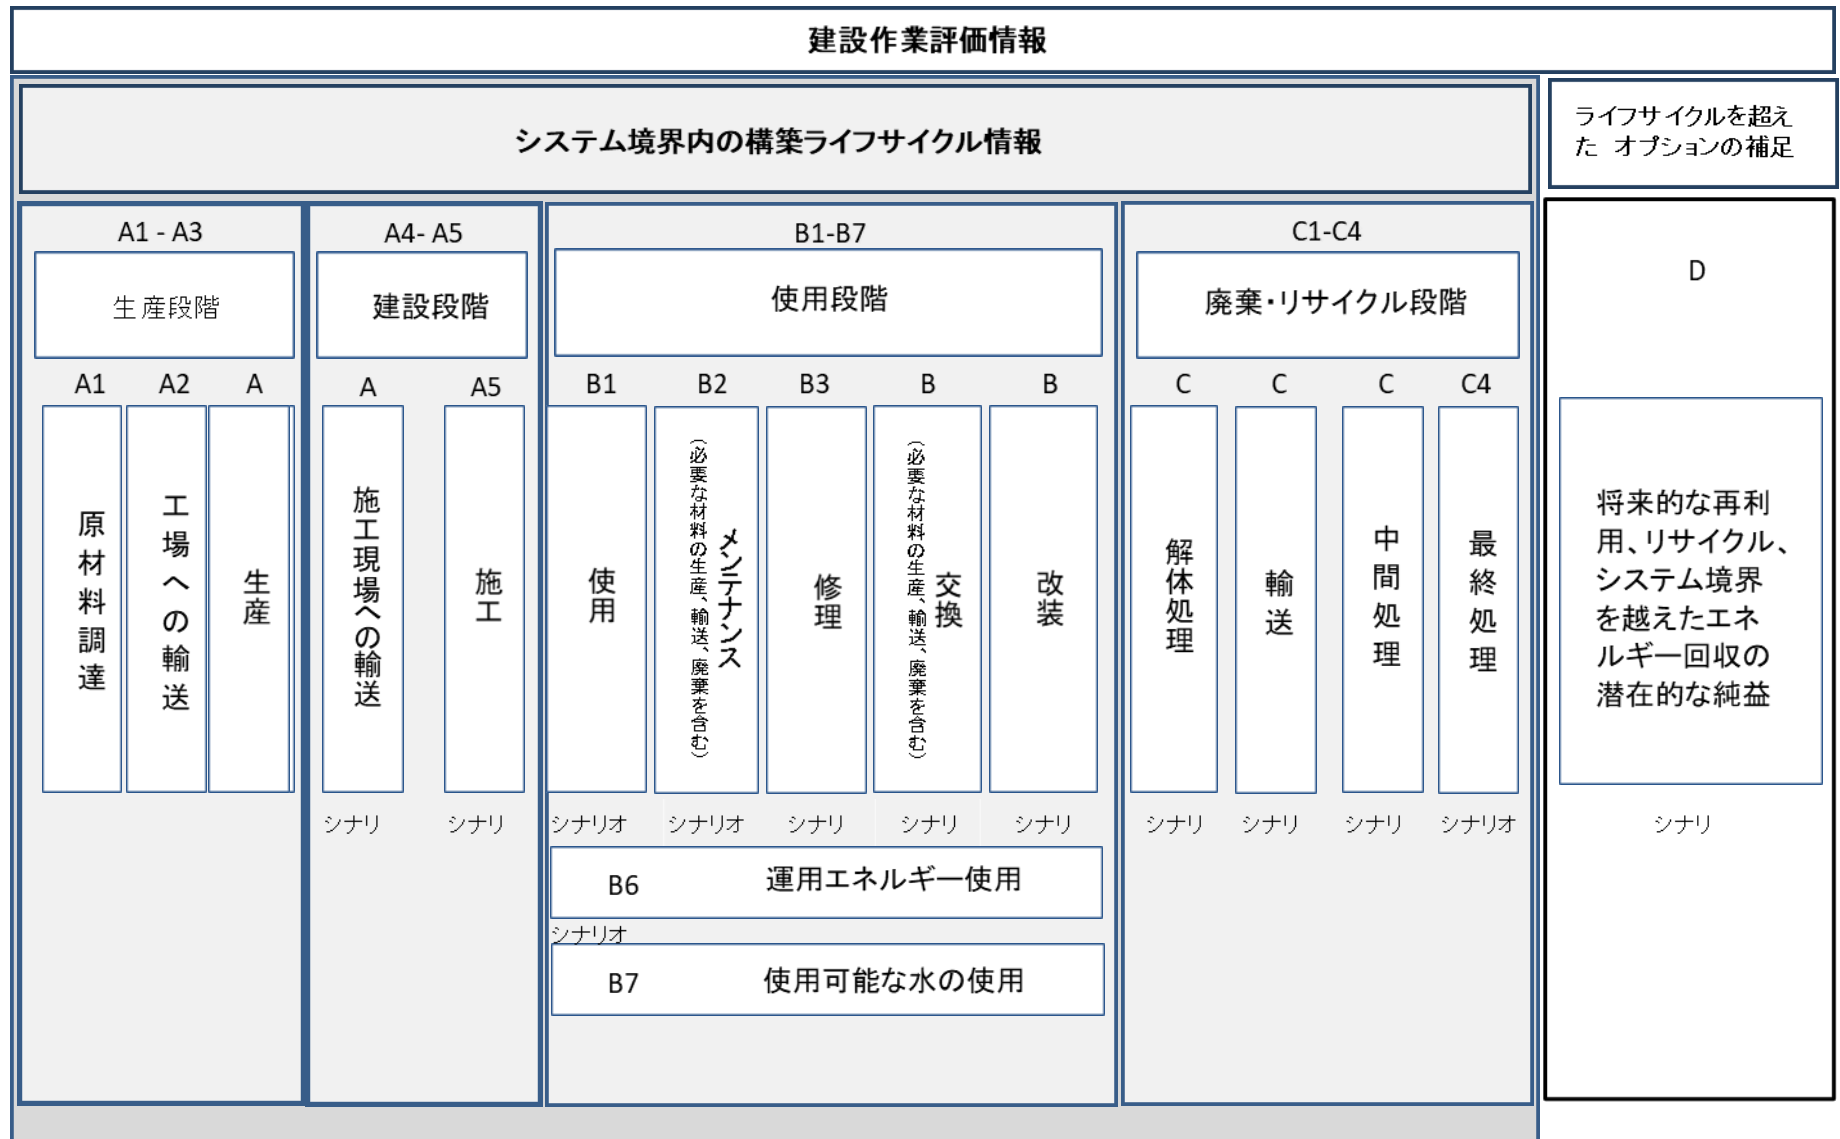 建設作業評価情報
システム境界内の構築ライフサイクル情報
ライフサイクルを超え
た オプションの補足
A1 - A3
生産段階
A4- A5
建設段階
B1-B7
使用段階
C1-C4
廃棄・リサイクル段階
D
A1
A2
A
A
A5
B1
B2
B3
B
B
C
C
C
C4
原材料調達
工場への輸送
生産
施工現場への輸送
施工
使用
メンテナンス
（必要な材料の生産、輸送、廃棄を含む）
修理
交換
（必要な材料の生産、輸送、廃棄を含む）
改装
解体処理
輸送
中間処理
最終処理
将来的な再利
用、リサイクル、
システム境界
を越えたエネ
ルギー回収の
潜在的な純益
シナリ
シナリ
シナリオ
シナリオ
シナリ
シナリ
シナリ
シナリ
シナリ
シナリ
シナリオ
シナリ
B6 運用エネルギー使用
シナリオ
B7 使用可能な水の使用